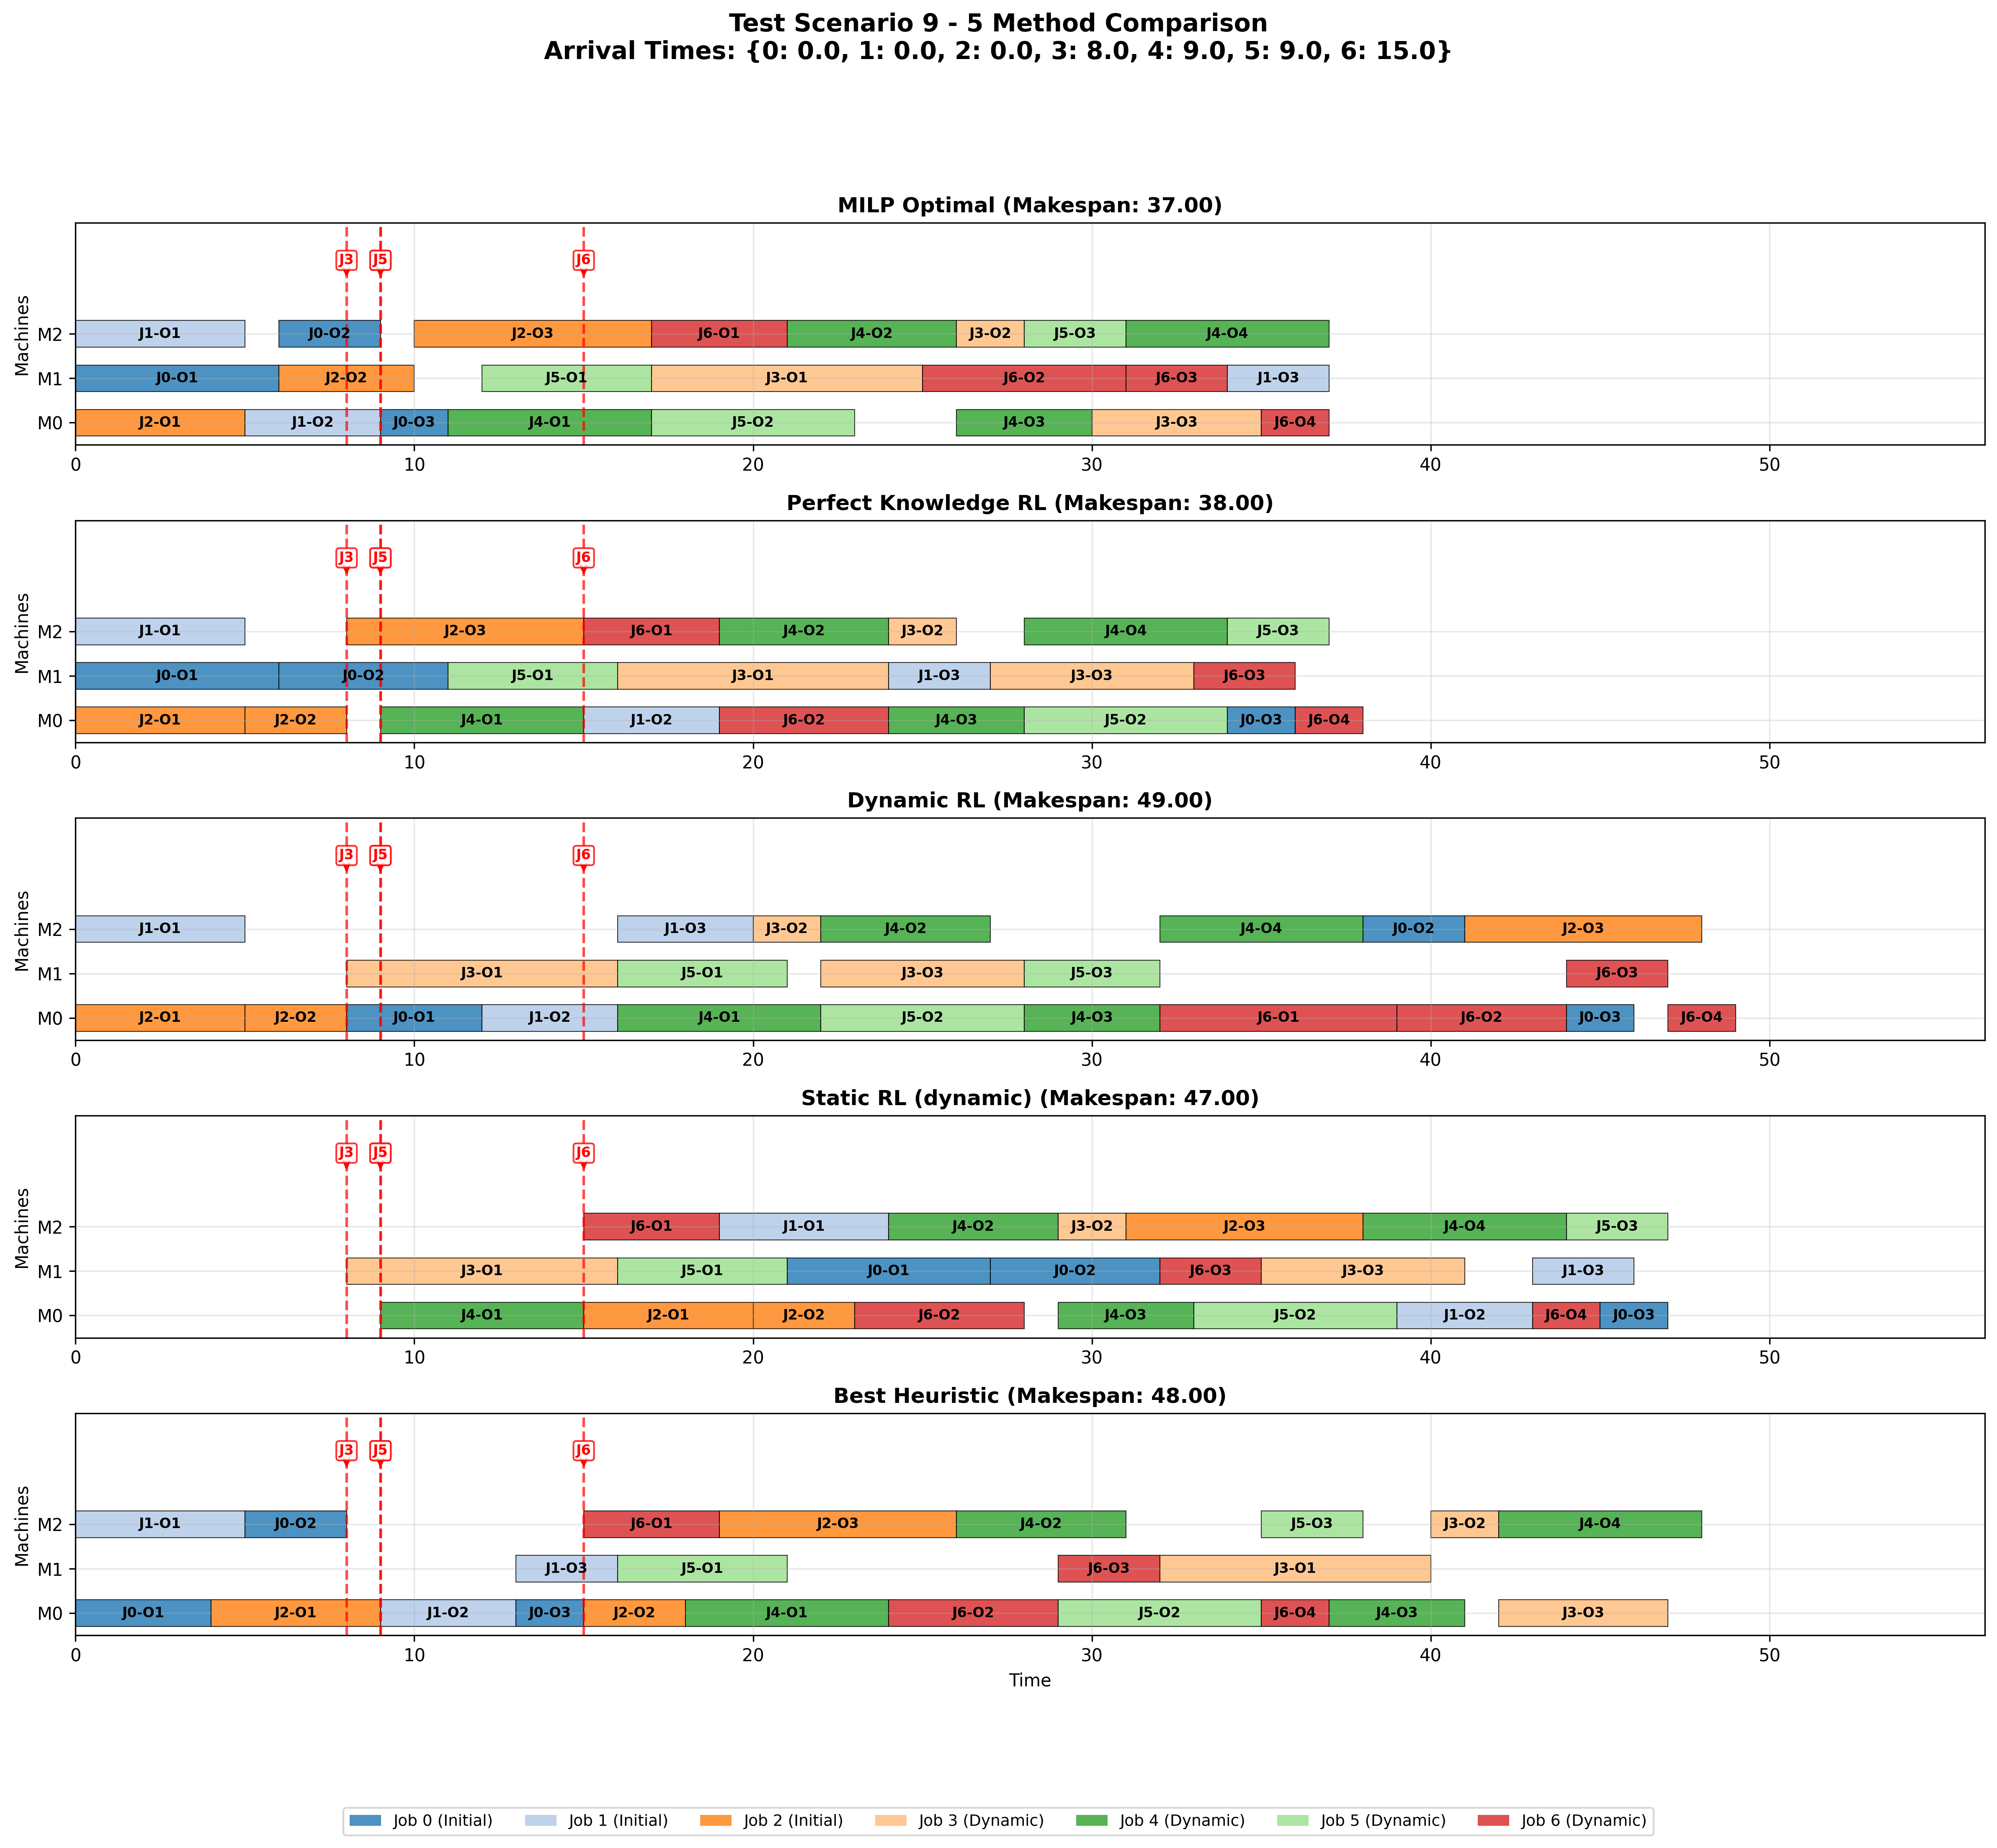 Test Scenario 9 - 5 Method Comparison
Arrival Times: {0: 0.0, 1: 0.0, 2: 0.0, 3: 8.0, 4: 9.0, 5: 9.0, 6: 15.0}
MILP Optimal (Makespan: 37.00)
J3 J5 J6
Machines
M2 J1-O1 J0-O2 J2-O3 J6-O1 J4-O2 J3-O2 J5-O3 J4-O4
M1 J0-O1 J2-O2 J5-O1 J3-O1 J6-O2 J6-O3 J1-O3
M0 J2-O1 J1-O2 J0-O3 J4-O1 J5-O2 J4-O3 J3-O3 J6-O4
0 10 20 30 40 50
Perfect Knowledge RL (Makespan: 38.00)
J3 J5 J6
Machines
M2 J1-O1 J2-O3 J6-O1 J4-O2 J3-O2 J4-O4 J5-O3
M1 J0-O1 J0-O2 J5-O1 J3-O1 J1-O3 J3-O3 J6-O3
M0 J2-O1 J2-O2 J4-O1 J1-O2 J6-O2 J4-O3 J5-O2 J0-O3 J6-O4
0 10 20 30 40 50
Dynamic RL (Makespan: 49.00)
J3 J5 J6
Machines
M2 J1-O1 J1-O3 J3-O2 J4-O2 J4-O4 J0-O2 J2-O3
M1 J3-O1 J5-O1 J3-O3 J5-O3 J6-O3
M0 J2-O1 J2-O2 J0-O1 J1-O2 J4-O1 J5-O2 J4-O3 J6-O1 J6-O2 J0-O3 J6-O4
0 10 20 30 40 50
Static RL (dynamic) (Makespan: 47.00)
J3 J5 J6
Machines
M2 J6-O1 J1-O1 J4-O2 J3-O2 J2-O3 J4-O4 J5-O3
M1 J3-O1 J5-O1 J0-O1 J0-O2 J6-O3 J3-O3 J1-O3
M0 J4-O1 J2-O1 J2-O2 J6-O2 J4-O3 J5-O2 J1-O2 J6-O4 J0-O3
0 10 20 30 40 50
Best Heuristic (Makespan: 48.00)
J3 J5 J6
Machines
M2 J1-O1 J0-O2 J6-O1 J2-O3 J4-O2 J5-O3 J3-O2 J4-O4
M1 J1-O3 J5-O1 J6-O3 J3-O1
M0 J0-O1 J2-O1 J1-O2 J0-O3 J2-O2 J4-O1 J6-O2 J5-O2 J6-O4 J4-O3 J3-O3
0 10 20 30 40 50
Time
Job 0 (Initial) Job 1 (Initial) Job 2 (Initial) Job 3 (Dynamic) Job 4 (Dynamic) Job 5 (Dynamic) Job 6 (Dynamic)